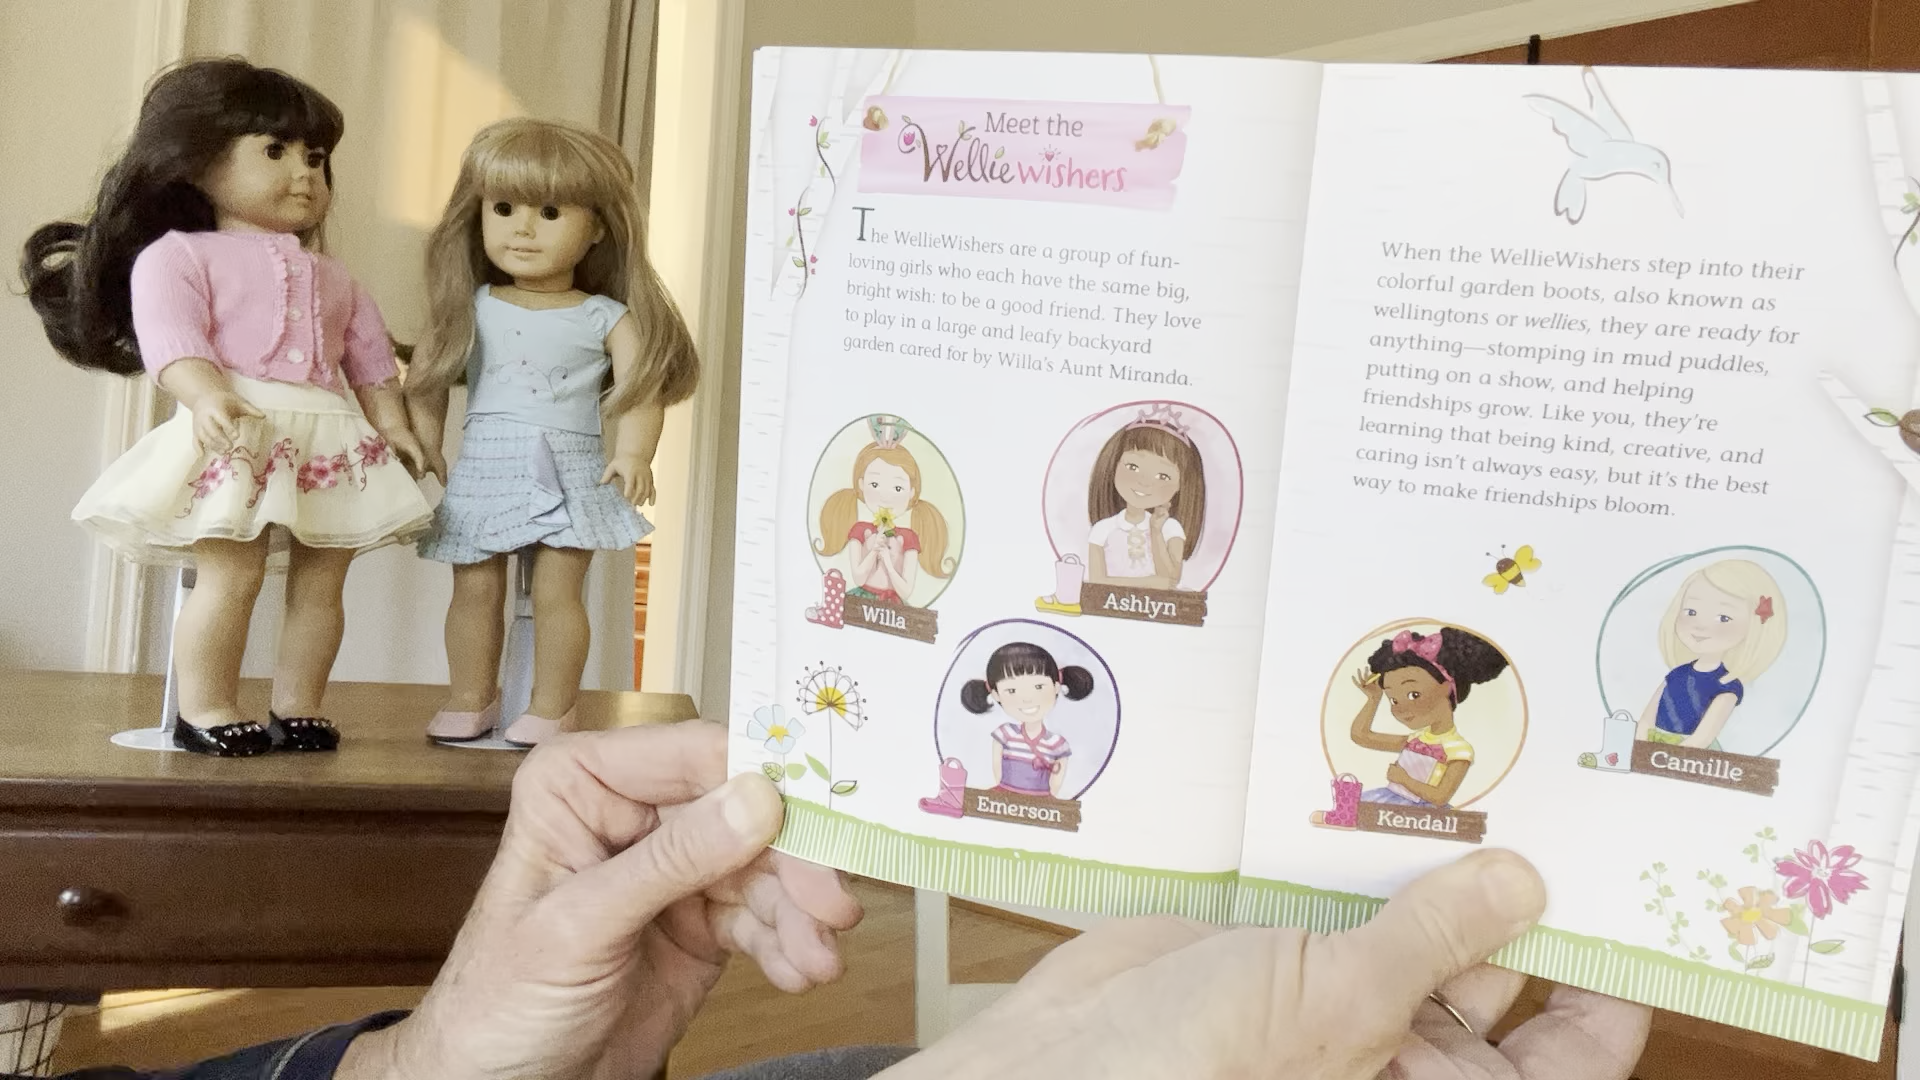 Meet the
Welliewishers
The WellieWishers are a group of fun-
loving girls who each have the same big,
bright wish: to be a good friend. They love
to play in a large and leafy backyard
garden cared for by Willa's Aunt Miranda.
Willa
Ashlyn
Emerson
When the WellieWishers step into their
colorful garden boots, also known as
wellingtons or wellies, they are ready for
anything—stomping in mud puddles,
putting on a show, and helping
friendships grow. Like you, they're
learning that being kind, creative, and
caring isn't always easy, but it's the best
way to make friendships bloom.
Kendall
Camille